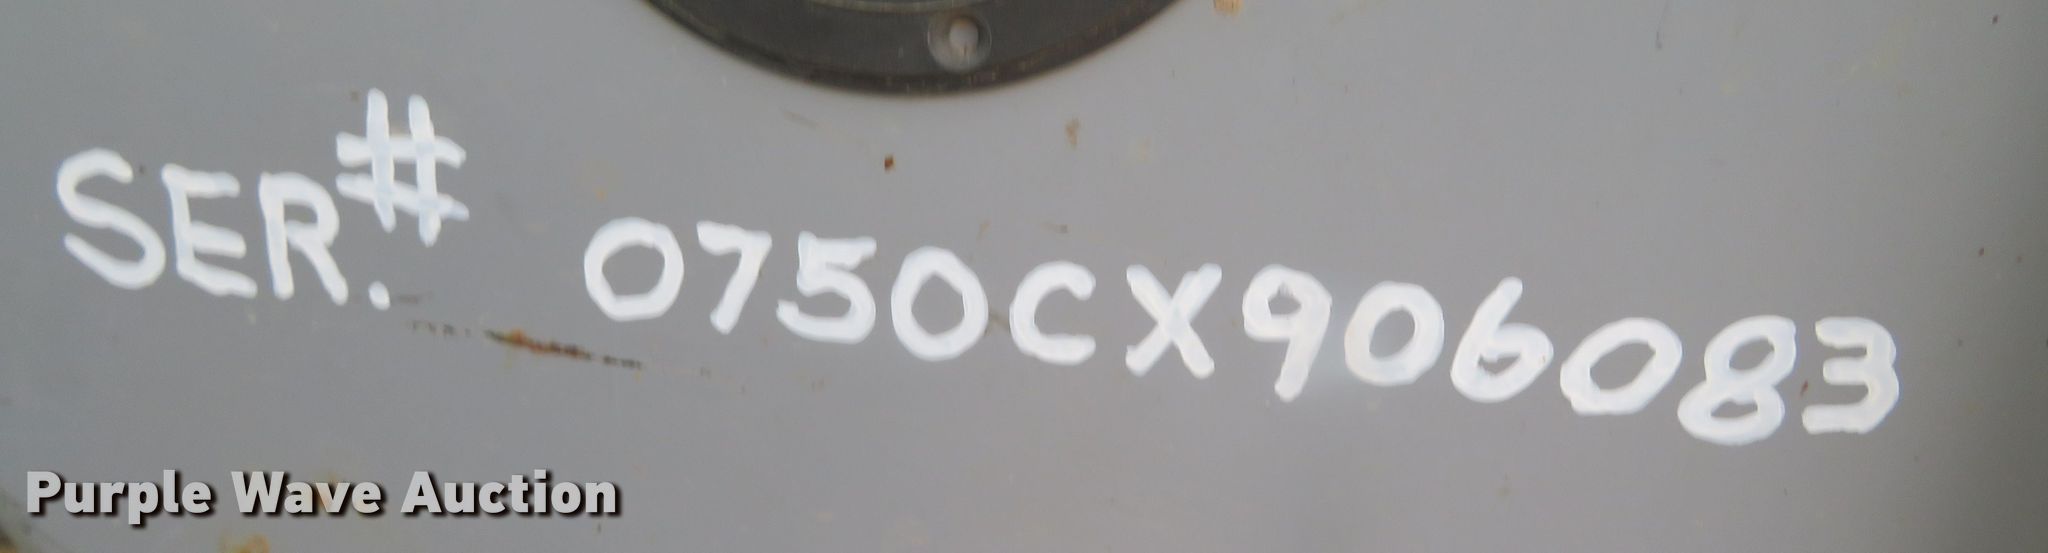 SER.# 0750CX906083
Purple Wave Auction